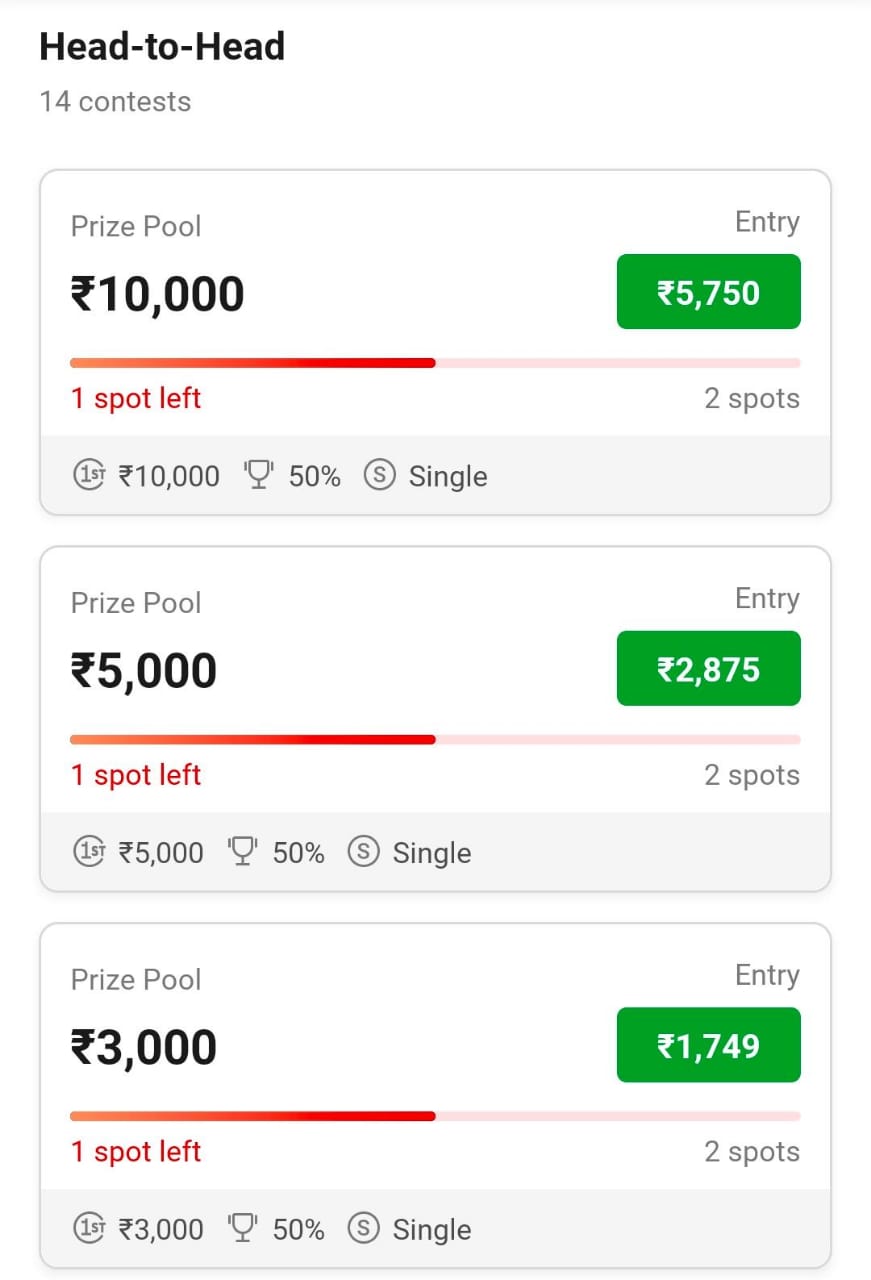 Head-to-Head
14 contests
Prize Pool Entry
₹10,000 ₹5,750
1 spot left 2 spots
1ST ₹10,000 50% S Single
Prize Pool Entry
₹5,000 ₹2,875
1 spot left 2 spots
1ST ₹5,000 50% S Single
Prize Pool Entry
₹3,000 ₹1,749
1 spot left 2 spots
1ST ₹3,000 50% S Single